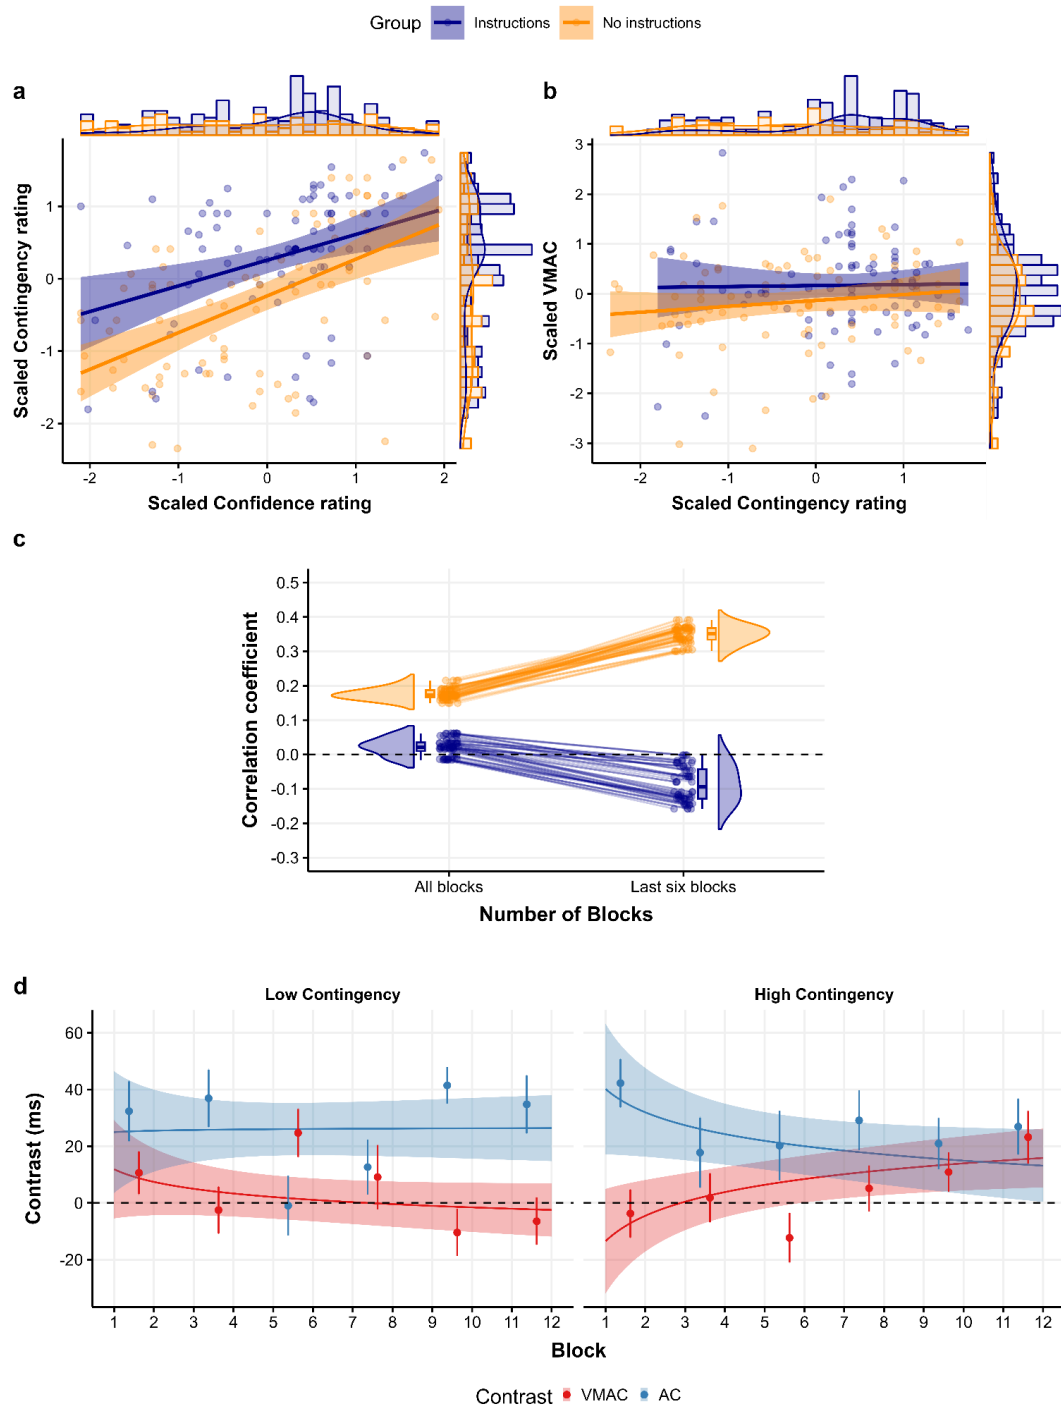 Group Instructions No instructions
a
b
Scaled Contingency rating
1
0
-1
-2
-2 -1 0 1 2
Scaled Confidence rating
Scaled VMAC
3
2
1
0
-1
-2
-3
-2 -1 0 1
Scaled Contingency rating
c
Correlation coefficient
0.5
0.4
0.3
0.2
0.1
0.0
-0.1
-0.2
-0.3
All blocks Last six blocks
Number of Blocks
d
Low Contingency High Contingency
Contrast (ms)
60
40
20
0
-20
1 2 3 4 5 6 7 8 9 10 11 12 1 2 3 4 5 6 7 8 9 10 11 12
Block
Contrast VMAC AC